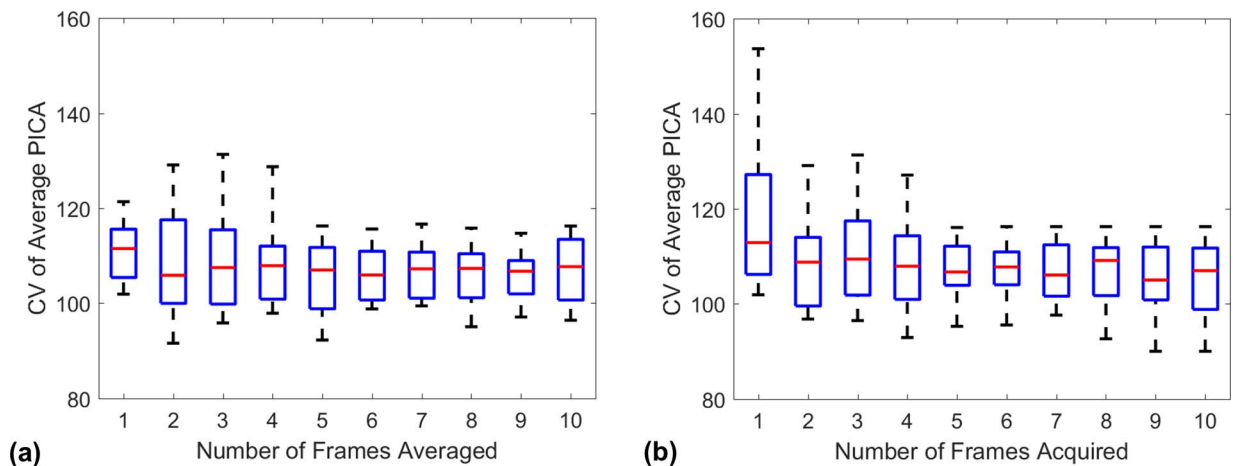 160
140
120
100
80
CV of Average PICA
1 2 3 4 5 6 7 8 9 10
Number of Frames Averaged
(a)
160
140
120
100
80
CV of Average PICA
1 2 3 4 5 6 7 8 9 10
Number of Frames Acquired
(b)